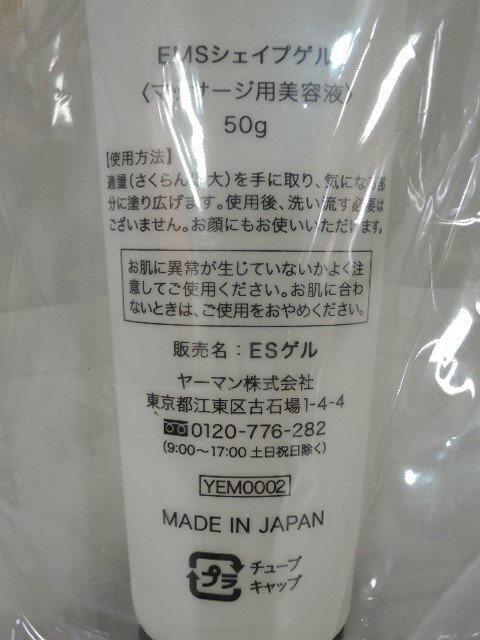 EMSシェイプゲル
〈マッサージ用美容液〉
50g
【使用方法】
適量(さくらんぼ大)を手に取り、気になる部
分に塗り広げます。使用後、洗い流す必要は
ございません。お顔にもお使いいただけます。
お肌に異常が生じていないかよく注
意してご使用ください。お肌に合わ
ないときは、ご使用をおやめください。
販売名:ESゲル
ヤーマン株式会社
東京都江東区古石場1-4-4
0120-776-282
(9:00〜17:00 土日祝日除く)
YEM0002
MADE IN JAPAN
プラ チューブ
キャップ